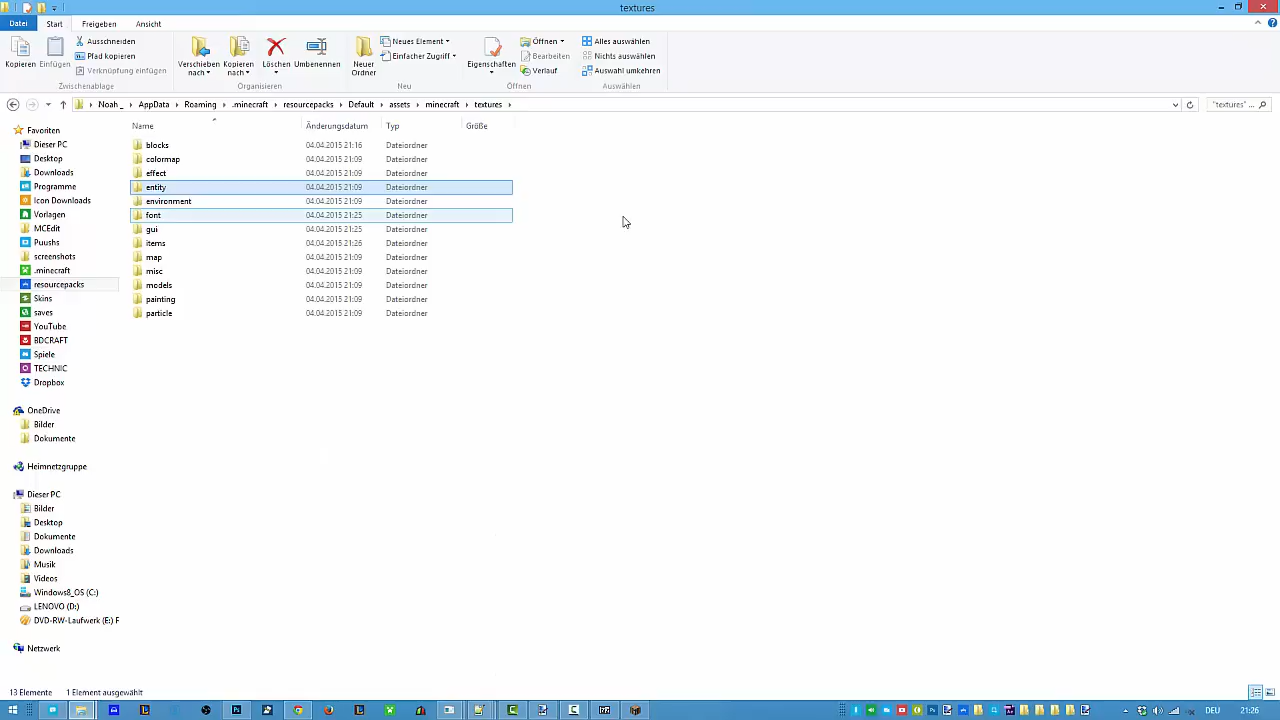 textures
Datei Start Freigeben Ansicht
Kopieren Einfügen Ausschneiden Pfad kopieren Verknüpfung einfügen
Zwischenablage
Verschieben nach Kopieren nach Löschen Umbenennen
Organisieren
Neuer Ordner Neues Element Einfacher Zugriff
Neu
Eigenschaften Öffnen Bearbeiten Verlauf
Öffnen
Alles auswählen Nichts auswählen Auswahl umkehren
Auswählen
Noah_ AppData Roaming .minecraft resourcepacks Default assets minecraft textures
"textures" ...
Name Änderungsdatum Typ Größe
blocks 04.04.2015 21:16 Dateiordner
colormap 04.04.2015 21:09 Dateiordner
effect 04.04.2015 21:09 Dateiordner
entity 04.04.2015 21:09 Dateiordner
environment 04.04.2015 21:09 Dateiordner
font 04.04.2015 21:25 Dateiordner
gui 04.04.2015 21:25 Dateiordner
items 04.04.2015 21:26 Dateiordner
map 04.04.2015 21:09 Dateiordner
misc 04.04.2015 21:09 Dateiordner
models 04.04.2015 21:09 Dateiordner
painting 04.04.2015 21:09 Dateiordner
particle 04.04.2015 21:09 Dateiordner
Favoriten
Dieser PC
Desktop
Downloads
Programme
Icon Downloads
Vorlagen
MCEdit
Puushs
screenshots
.minecraft
resourcepacks
Skins
saves
YouTube
BDCRAFT
Spiele
TECHNIC
Dropbox
OneDrive
Bilder
Dokumente
Heimnetzgruppe
Dieser PC
Bilder
Desktop
Dokumente
Downloads
Musik
Videos
Windows8_OS (C:)
LENOVO (D:)
DVD-RW-Laufwerk (E:) F
Netzwerk
13 Elemente 1 Element ausgewählt
DEU 21:26